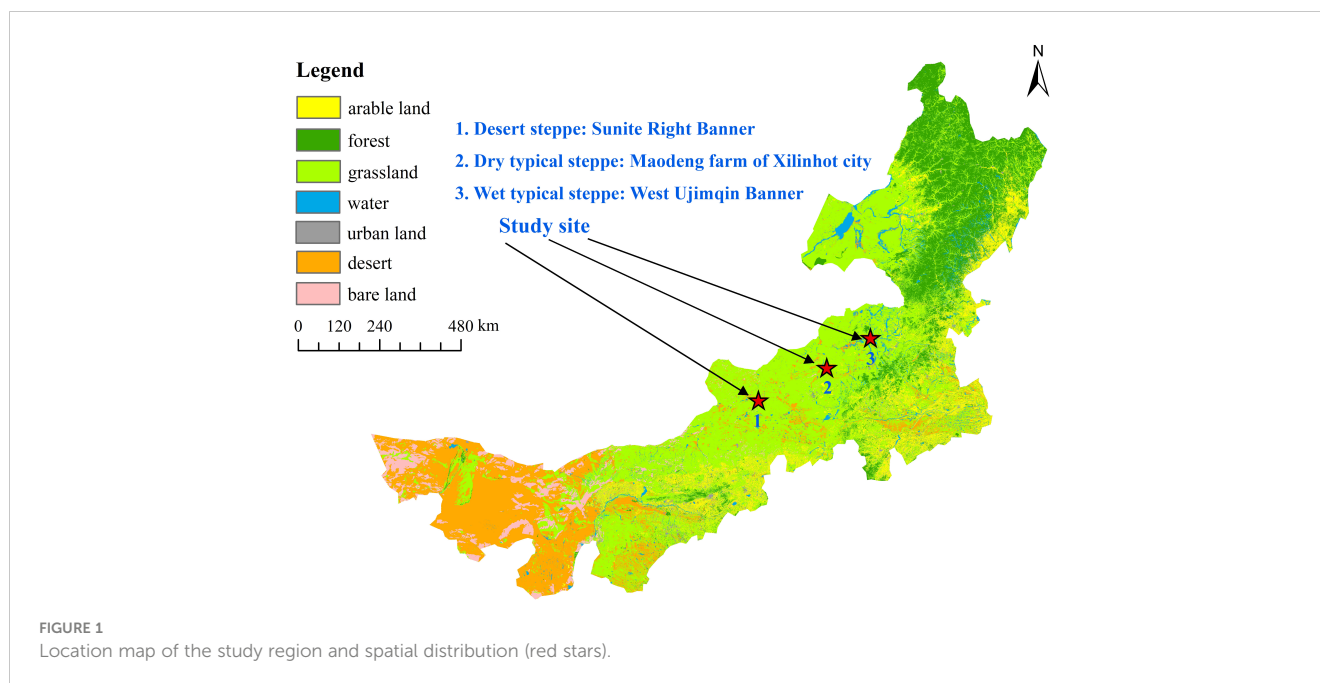 N
Legend
arable land
forest
grassland
water
urban land
desert
bare land
0 120 240 480 km
1. Desert steppe: Sunite Right Banner
2. Dry typical steppe: Maodeng farm of Xilinhot city
3. Wet typical steppe: West Ujimqin Banner
Study site
3
2
1
FIGURE 1
Location map of the study region and spatial distribution (red stars).